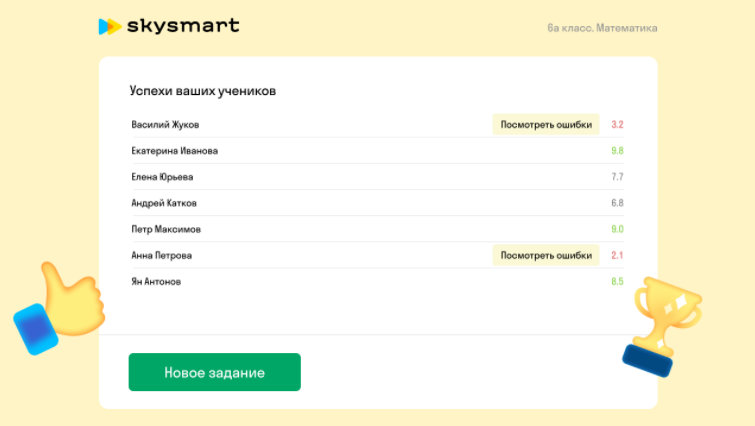 skysmart
6а класс. Математика
Успехи ваших учеников
Василий Жуков Посмотреть ошибки 3.2
Екатерина Иванова 9.8
Елена Юрьева 7.7
Андрей Катков 6.8
Петр Максимов 9.0
Анна Петрова Посмотреть ошибки 2.1
Ян Антонов 8.5
Новое задание